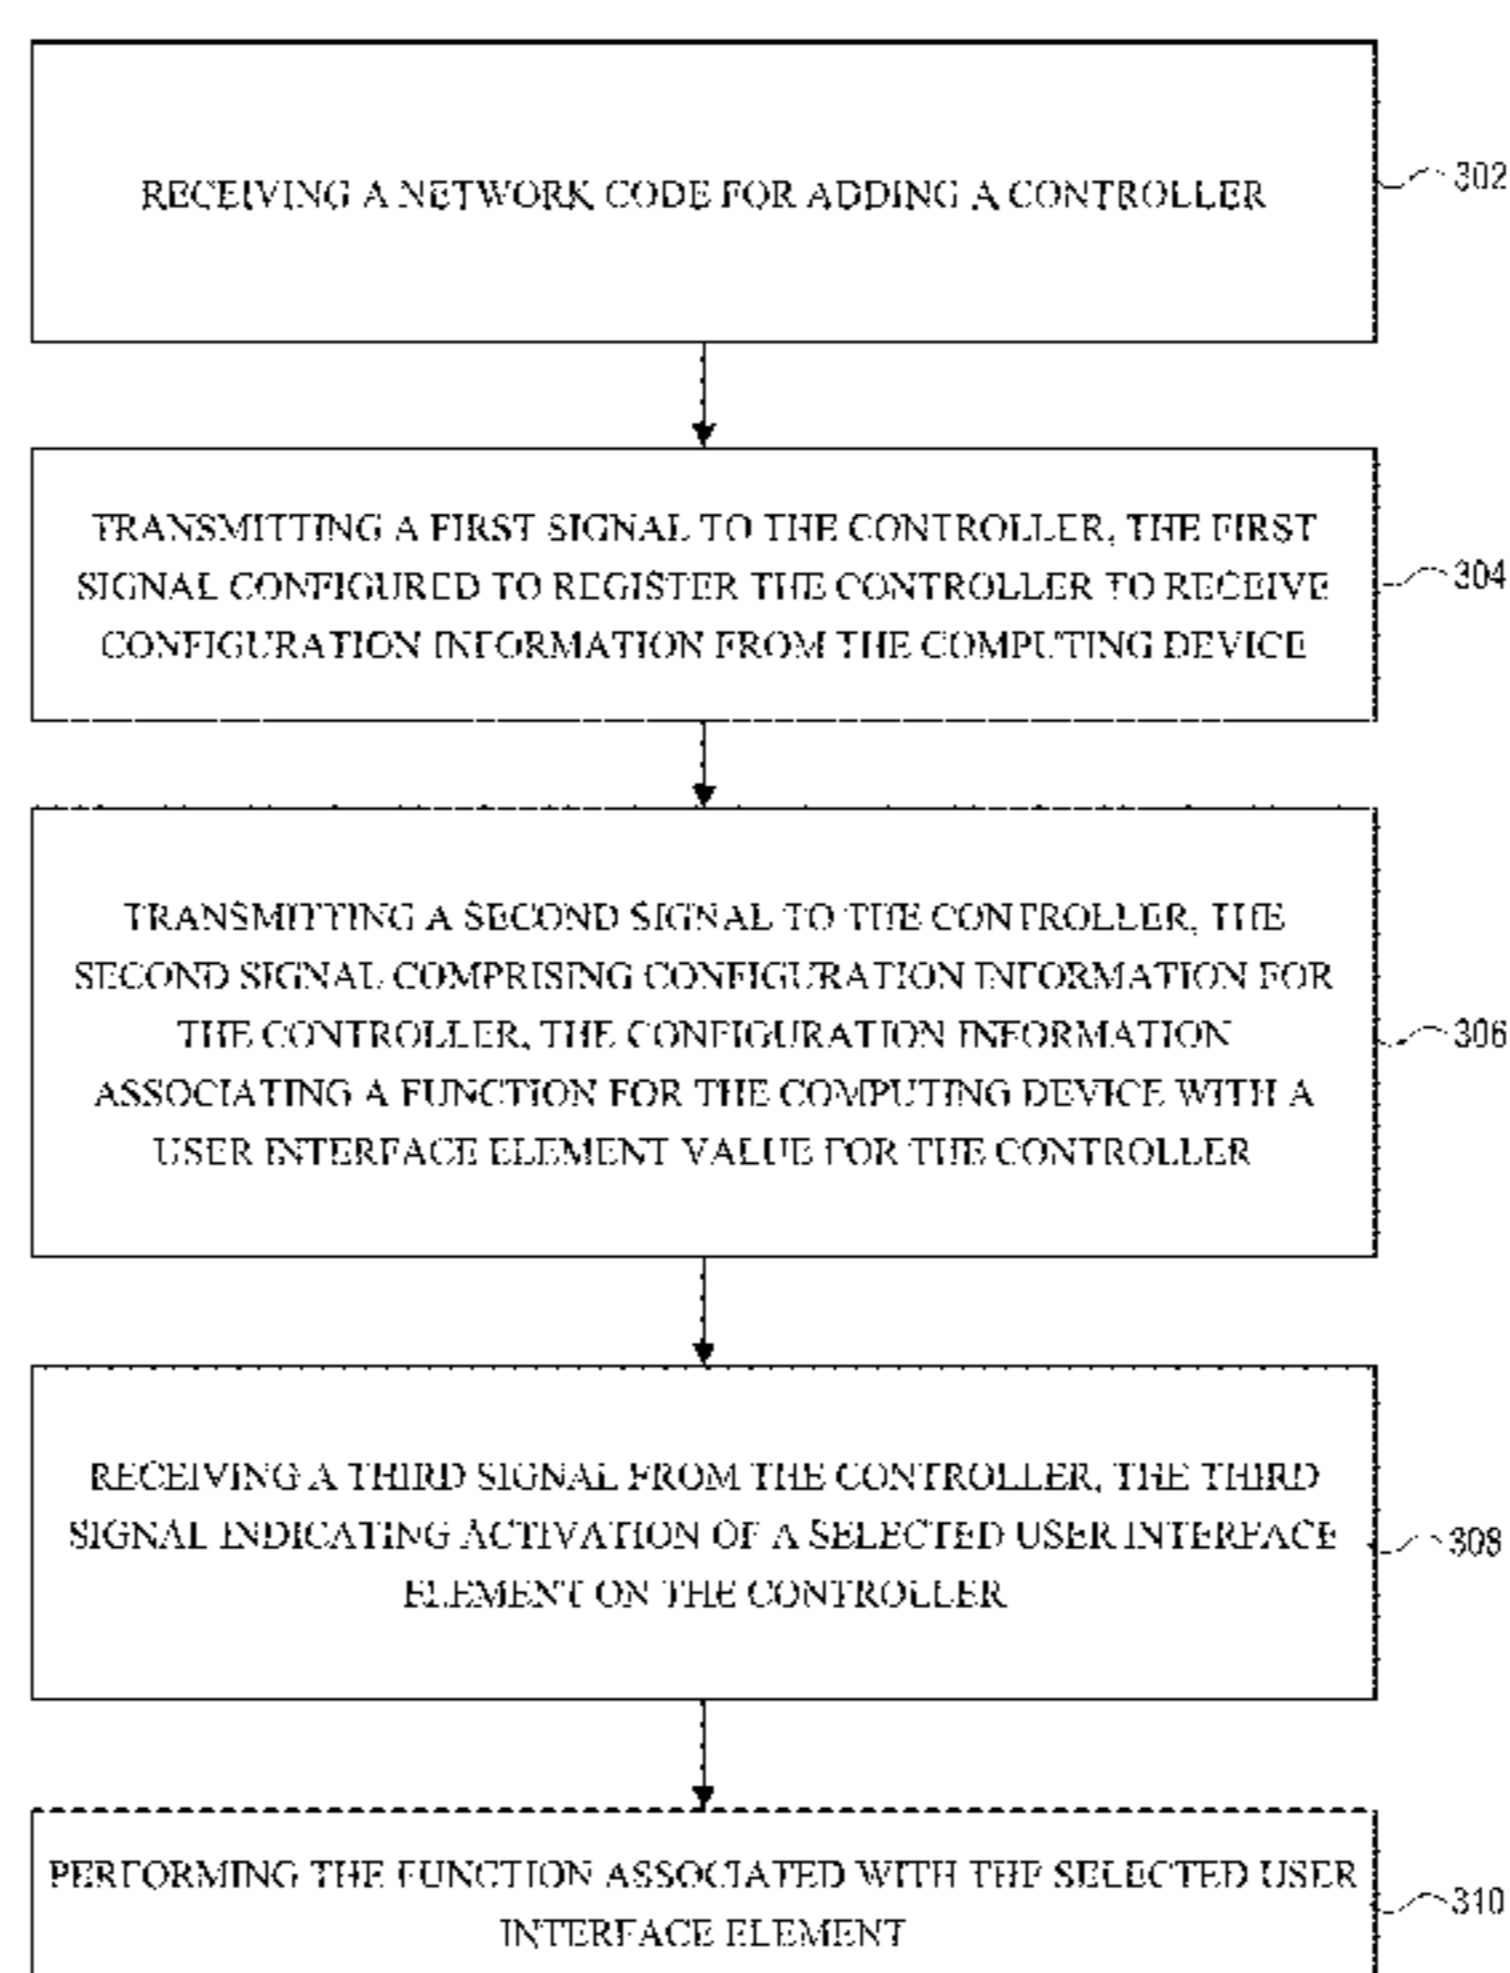 RECEIVING A NETWORK CODE FOR ADDING A CONTROLLER
302
TRANSMITTING A FIRST SIGNAL TO THE CONTROLLER, THE FIRST
SIGNAL CONFIGURED TO REGISTER THE CONTROLLER TO RECEIVE
CONFIGURATION INFORMATION FROM THE COMPUTING DEVICE
304
TRANSMITTING A SECOND SIGNAL TO THE CONTROLLER, THE
SECOND SIGNAL COMPRISING CONFIGURATION INFORMATION FOR
THE CONTROLLER, THE CONFIGURATION INFORMATION
ASSOCIATING A FUNCTION FOR THE COMPUTING DEVICE WITH A
USER INTERFACE ELEMENT VALUE FOR THE CONTROLLER
306
RECEIVING A THIRD SIGNAL FROM THE CONTROLLER, THE THIRD
SIGNAL INDICATING ACTIVATION OF A SELECTED USER INTERFACE
ELEMENT ON THE CONTROLLER
308
PERFORMING THE FUNCTION ASSOCIATED WITH THE SELECTED USER
INTERFACE ELEMENT
310